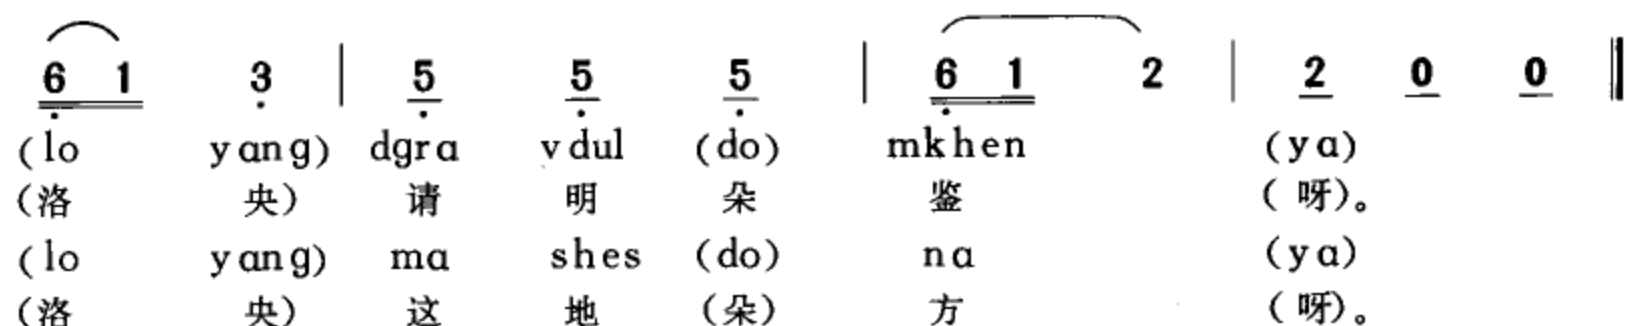 6 1 3 | 5 5 5 | 6 1 2 | 2 0 0 ‖
(lo yang) dgra vdul (do) mkhen (ya)
(洛 央) 请 明 朵 鉴 (呀)。
(lo yang) ma shes (do) na (ya)
(洛 央) 这 地 (朵) 方 (呀)。